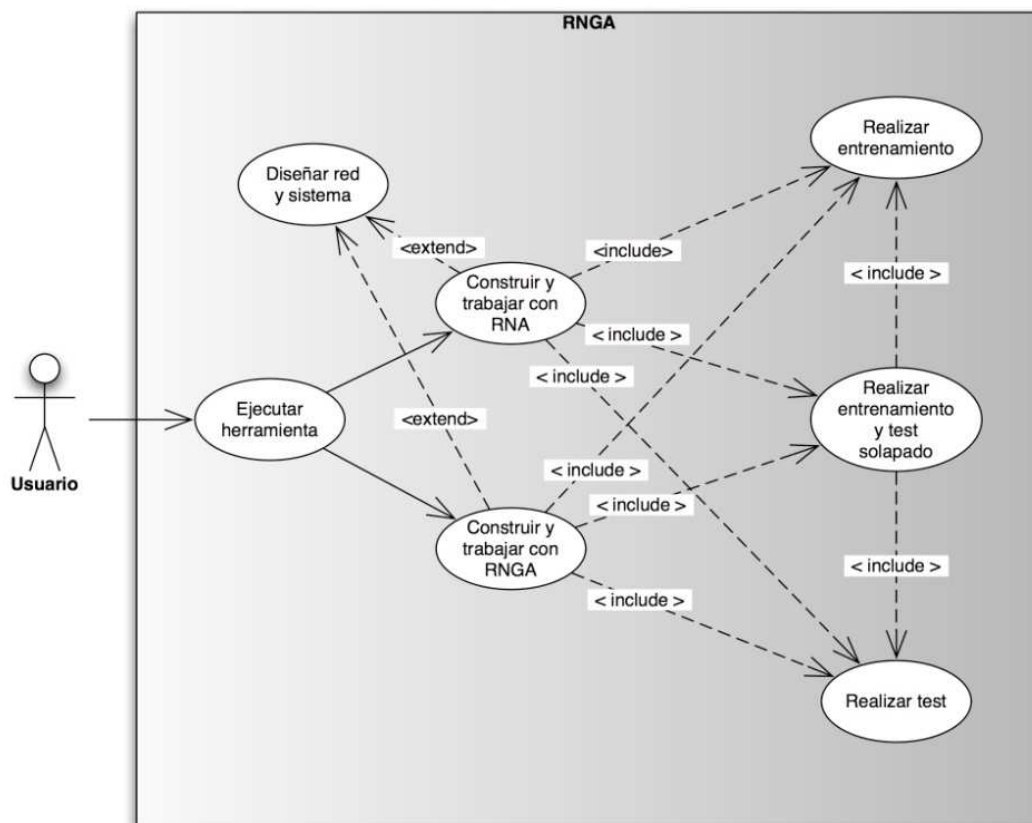 RNGA
Realizar
entrenamiento
Diseñar red
y sistema
<extend>
<include>
Construir y
trabajar con
RNA
< include >
< include >
< include >
Realizar
entrenamiento
y test
solapado
Ejecutar
herramienta
<extend>
Usuario
< include >
< include >
Construir y
trabajar con
RNGA
< include >
< include >
Realizar test